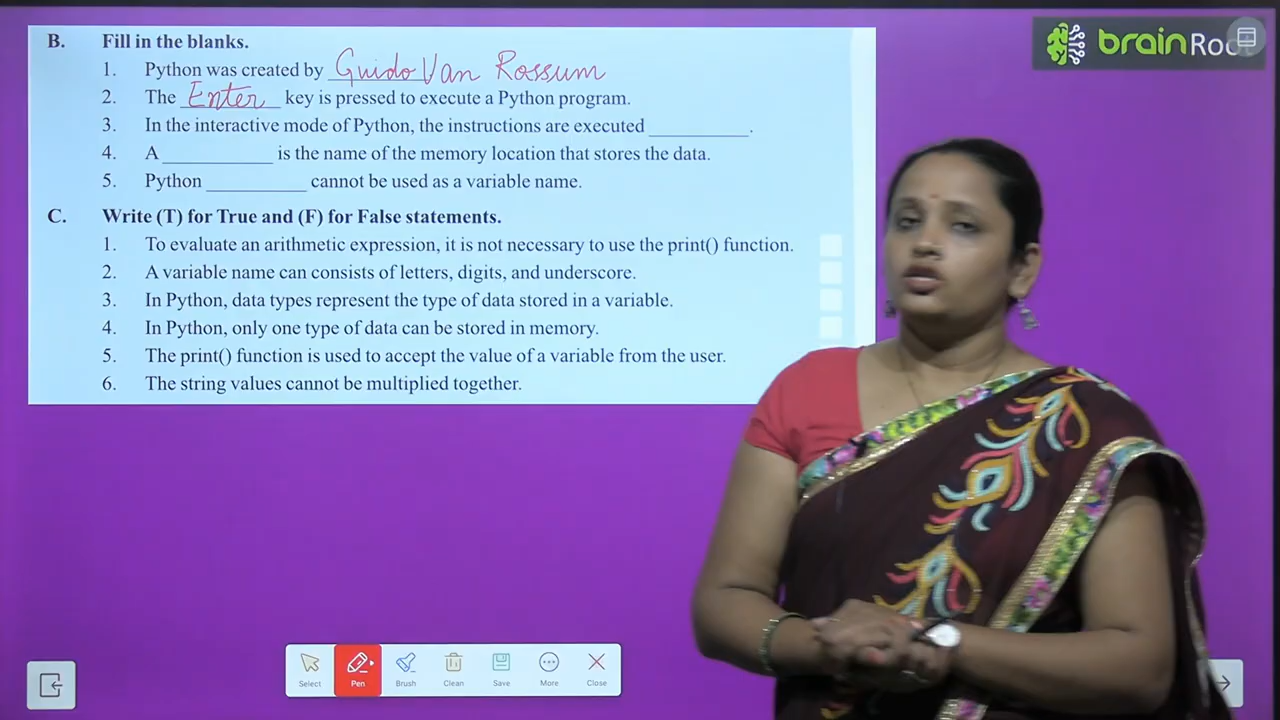 brainRoot
B. Fill in the blanks.
1. Python was created by Guido Van Rossum
2. The Enter key is pressed to execute a Python program.
3. In the interactive mode of Python, the instructions are executed __________.
4. A ___________ is the name of the memory location that stores the data.
5. Python __________ cannot be used as a variable name.
C. Write (T) for True and (F) for False statements.
1. To evaluate an arithmetic expression, it is not necessary to use the print() function.
2. A variable name can consists of letters, digits, and underscore.
3. In Python, data types represent the type of data stored in a variable.
4. In Python, only one type of data can be stored in memory.
5. The print() function is used to accept the value of a variable from the user.
6. The string values cannot be multiplied together.
Select Pen Brush Clean Save More Close